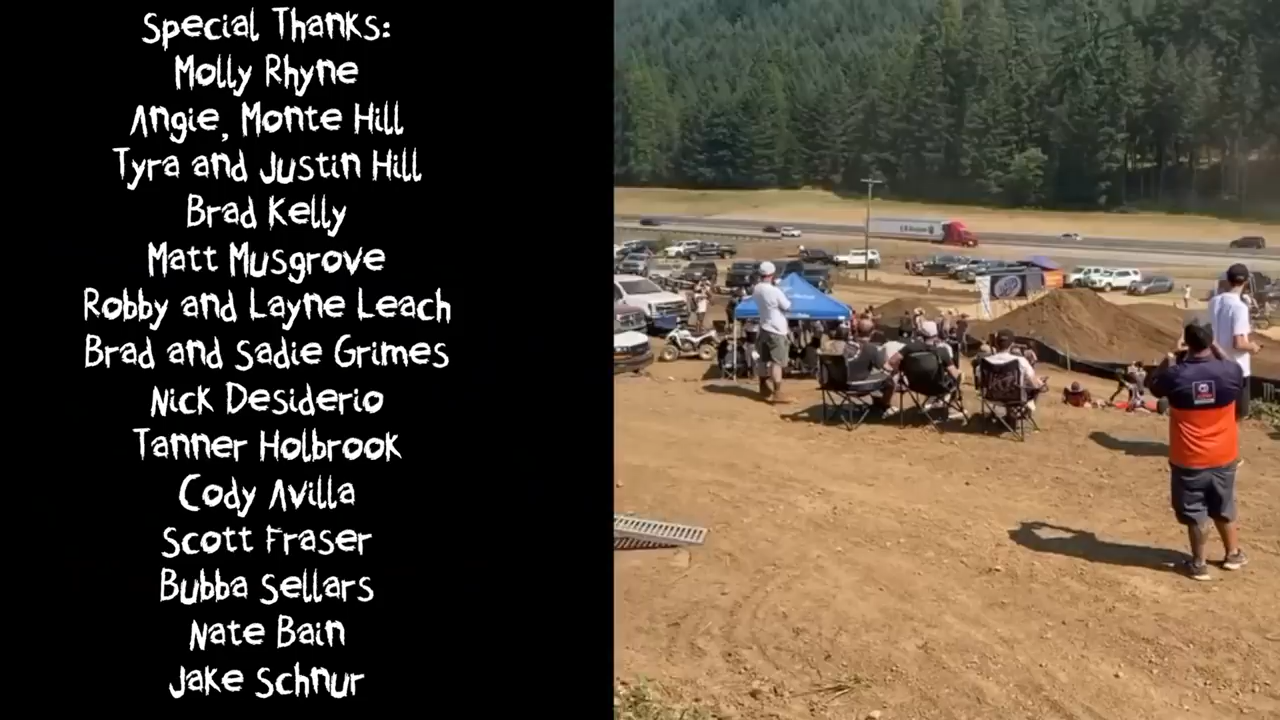 Special Thanks:
Molly Rhyne
Angie, Monte Hill
Tyra and Justin Hill
Brad Kelly
Matt Musgrove
Robby and Layne Leach
Brad and Sadie Grimes
Nick Desiderio
Tanner Holbrook
Cody Avilla
Scott Fraser
Bubba Sellars
Nate Bain
Jake Schnur